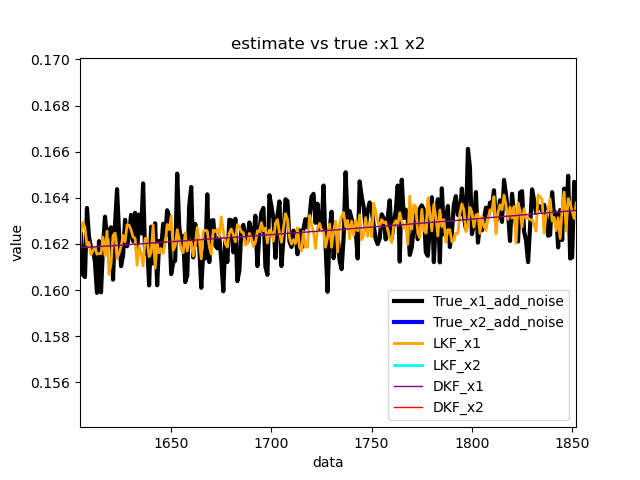 estimate vs true :x1 x2
0.170
0.168
0.166
0.164
0.162
0.160
0.158
0.156
value
True_x1_add_noise
True_x2_add_noise
LKF_x1
LKF_x2
DKF_x1
DKF_x2
1650
1700
1750
1800
1850
data